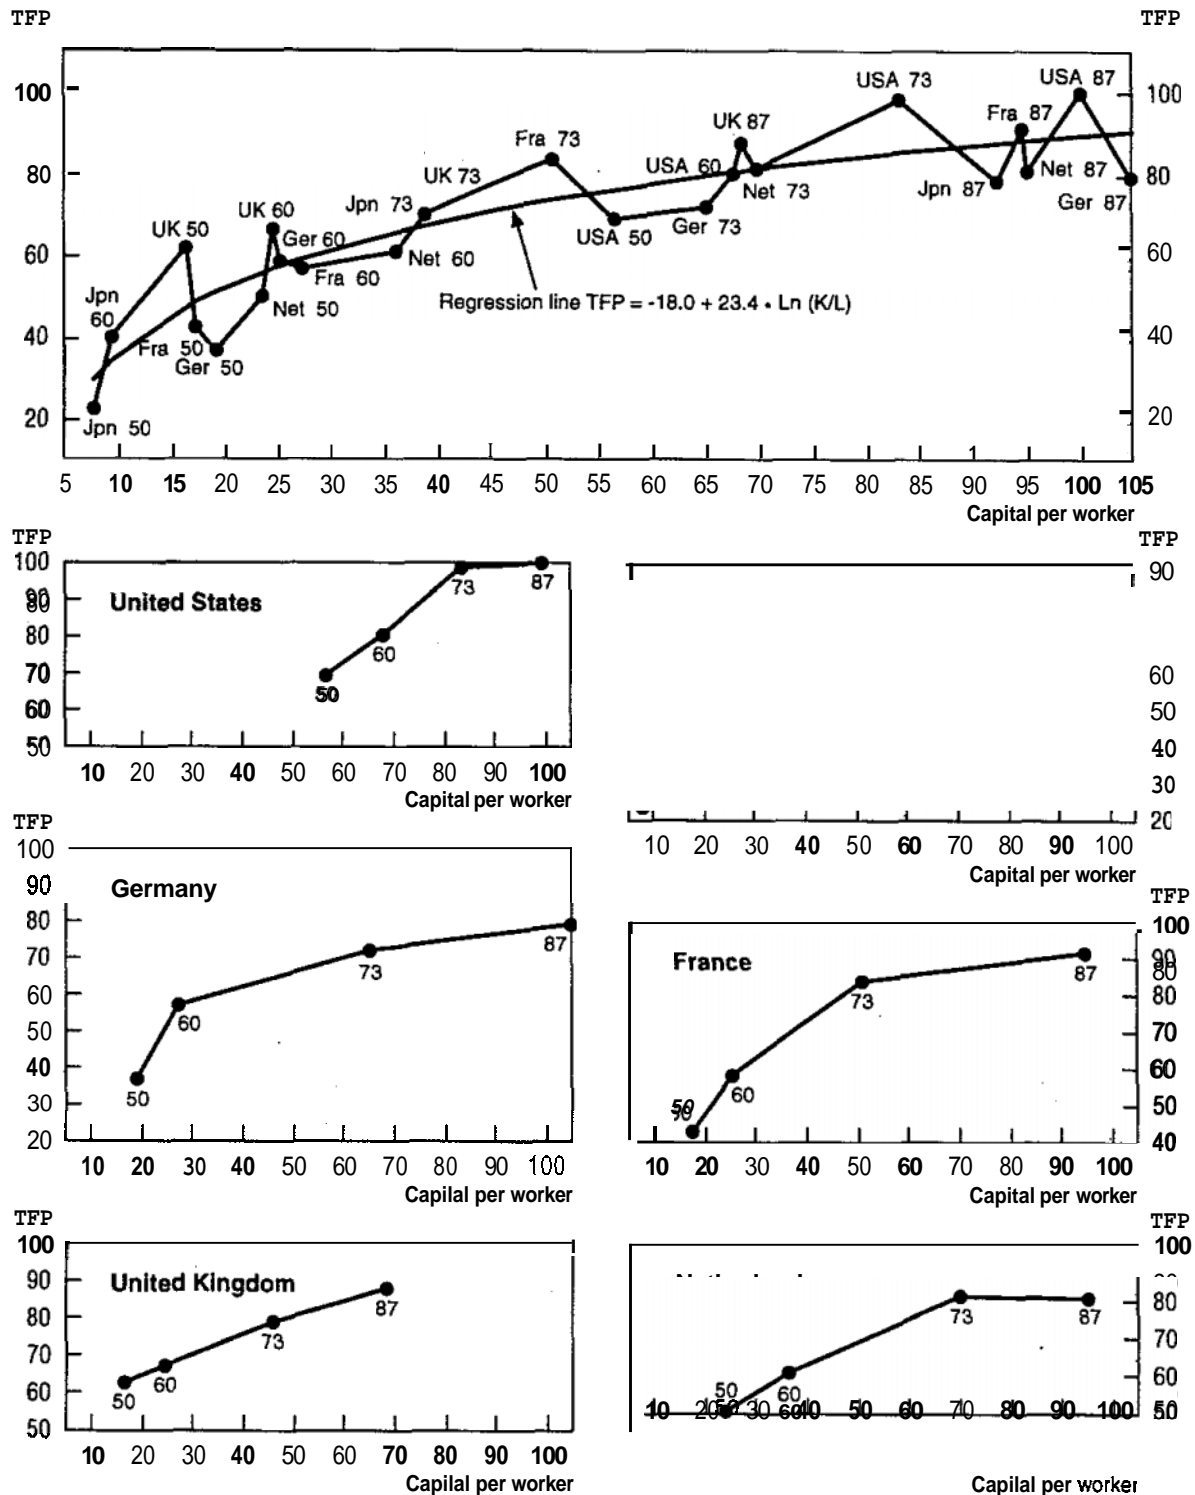 TFP TFP
USA 73
USA 87
100 100
Fra 87
UK 87
Fra 73
USA 60
UK 73
80 80
Net 87
Jpn 87
Net 73
Jpn 73
Ger 87
UK 60
UK 50
USA 50
Ger 73
Ger 60
60 60
Net 60
Fra 60
Jpn
60
Net 50
Regression line TFP = -18.0 + 23.4 • Ln (K/L)
40 40
Fra 50
Ger 50
20 20
Jpn 50
5 10 15 20 25 30 35 40 45 50 55 60 65 70 75 80 85 90 95 100 105
Capital per worker
TFP
100
90
80
70
60
50
United States
73 87
60
50
10 20 30 40 50 60 70 80 90 100
Capital per worker
TFP
90
60
50
40
30
20
10 20 30 40 50 60 70 80 90 100
Capital per worker
TFP
100
90
80
70
60
50
40
30
20
Germany
87
73
60
50
10 20 30 40 50 60 70 80 90 100
Capilal per worker
TFP
100
90
80
80
70
60
50
40
France
87
73
60
50
10 20 30 40 50 60 70 80 90 100
Capital per worker
TFP
100
90
80
70
60
50
United Kingdom
87
73
60
50
10 20 30 40 50 60 70 80 90 100
Capilal per worker
TFP
100
80
70
60
50
73 87
50 60
10 20 30 40 50 60 70 80 90 100
Capilal per worker